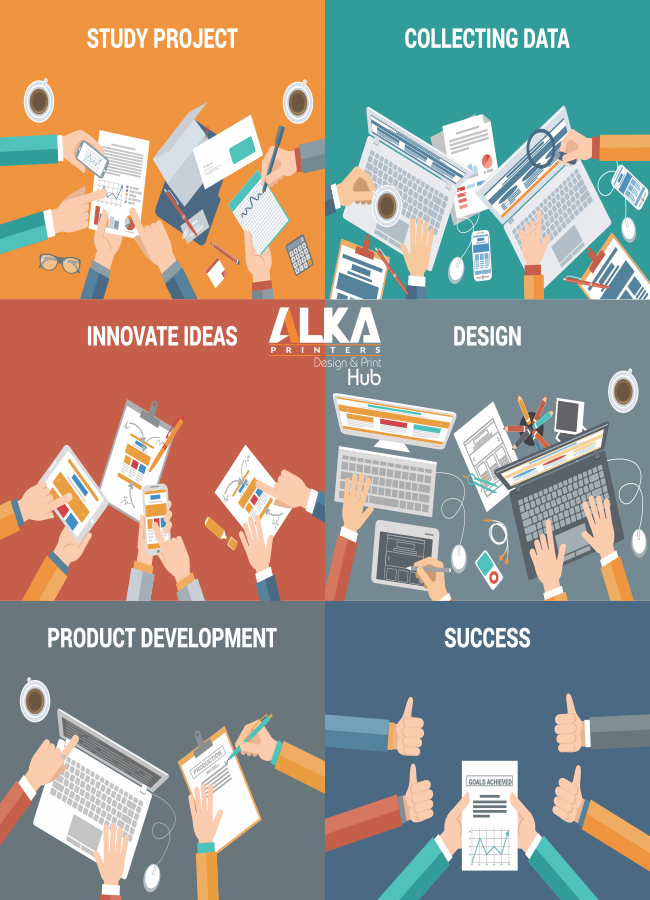 STUDY PROJECT
COLLECTING DATA
INNOVATE IDEAS
ALKA
PRINTERS
Design & Print
Hub
DESIGN
PRODUCT DEVELOPMENT
PRODUCTION
SUCCESS
GOALS ACHIEVED